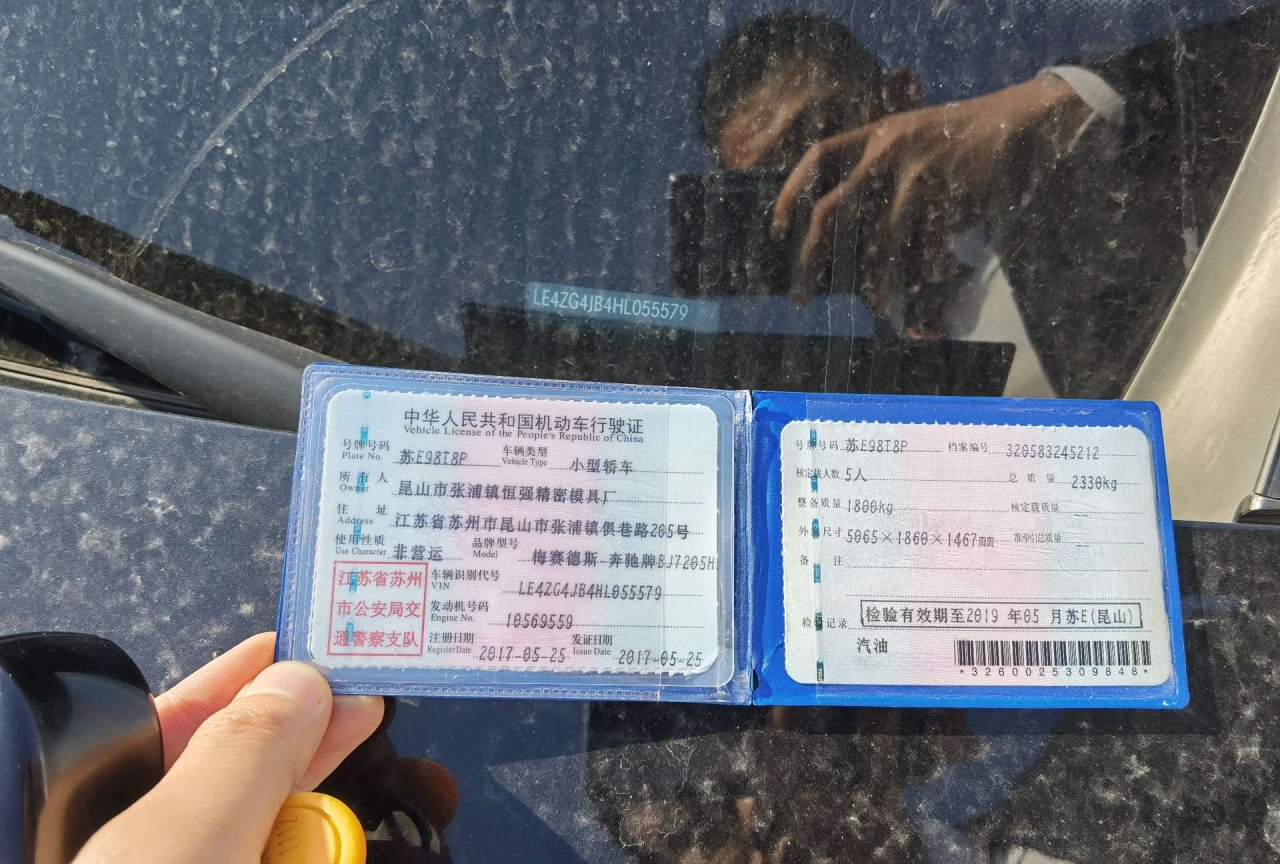 LE4ZG4JB4HL055579
中华人民共和国机动车行驶证
Vehicle License of the People's Republic of China
号牌号码 苏E98T8P 车辆类型 小型轿车
Plate No. Vehicle Type
所有人 昆山市张浦镇恒强精密模具厂
Owner
住址 江苏省苏州市昆山市张浦镇俱巷路205号
Address
使用性质 非营运 品牌型号 梅赛德斯-奔驰牌BJ7205H
Use Character Model
江苏省苏州
市公安局交
通警察支队
车辆识别代号 LE4ZG4JB4HL055579
VIN
发动机号码 10569559
Engine No.
注册日期 2017-05-25 发证日期 2017-05-25
Register Date Issue Date
号牌号码 苏E98T8P 档案编号 320583245212
核定载人数 5人 总质量 2330kg
整备质量 1800kg 核定载质量 --
外廓尺寸 5065×1860×1467mm 准牵引总质量 --
备注
检验记录 检验有效期至2019年05月苏E(昆山)
汽油
*3260025309848*
1112